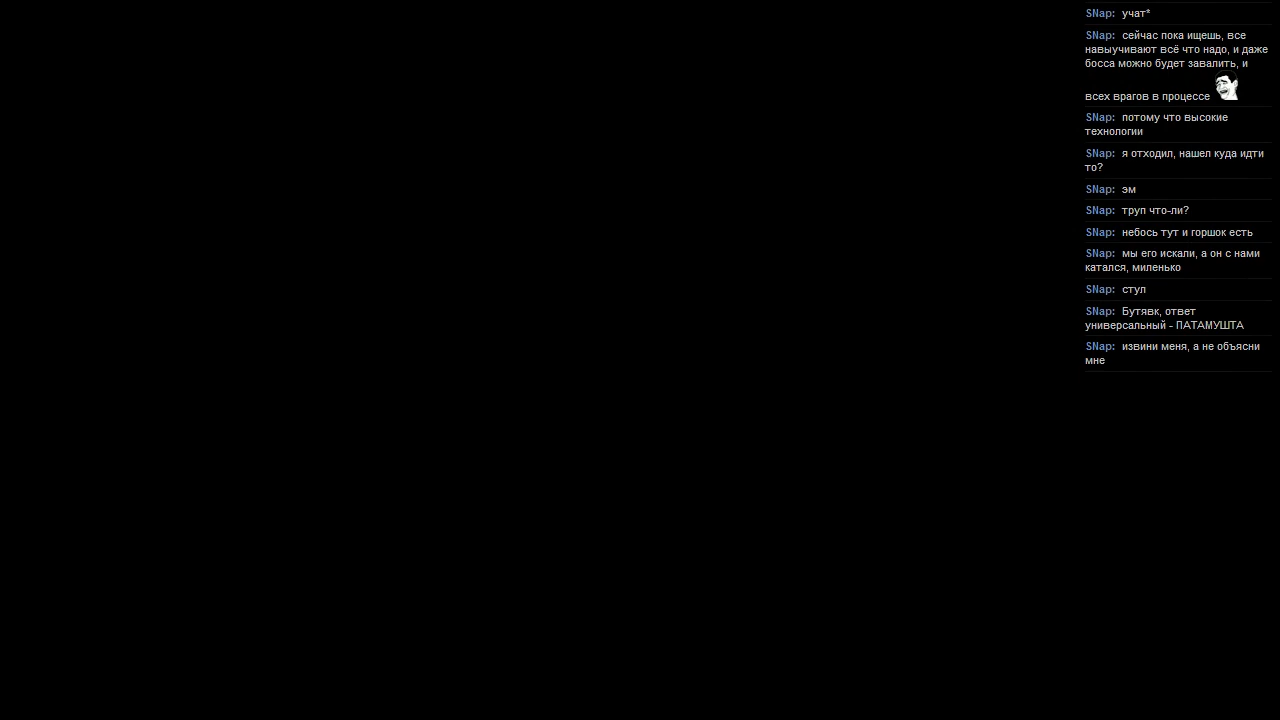 SNap: учат*
SNap: сейчас пока ищешь, все
навыучивают всё что надо, и даже
босса можно будет завалить, и
всех врагов в процессе
SNap: потому что высокие
технологии
SNap: я отходил, нашел куда идти
то?
SNap: эм
SNap: труп что-ли?
SNap: небось тут и горшок есть
SNap: мы его искали, а он с нами
катался, миленько
SNap: стул
SNap: Бутявк, ответ
универсальный - ПАТАМУШТА
SNap: извини меня, а не объясни
мне